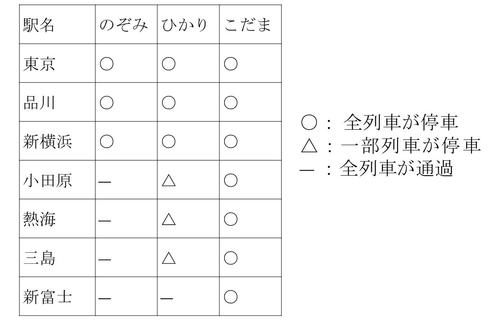 駅名 のぞみ ひかり こだま
東京 ○ ○ ○
品川 ○ ○ ○
新横浜 ○ ○ ○
小田原 — △ ○
熱海 — △ ○
三島 — △ ○
新富士 — — ○
○ : 全列車が停車
△ : 一部列車が停車
— : 全列車が通過